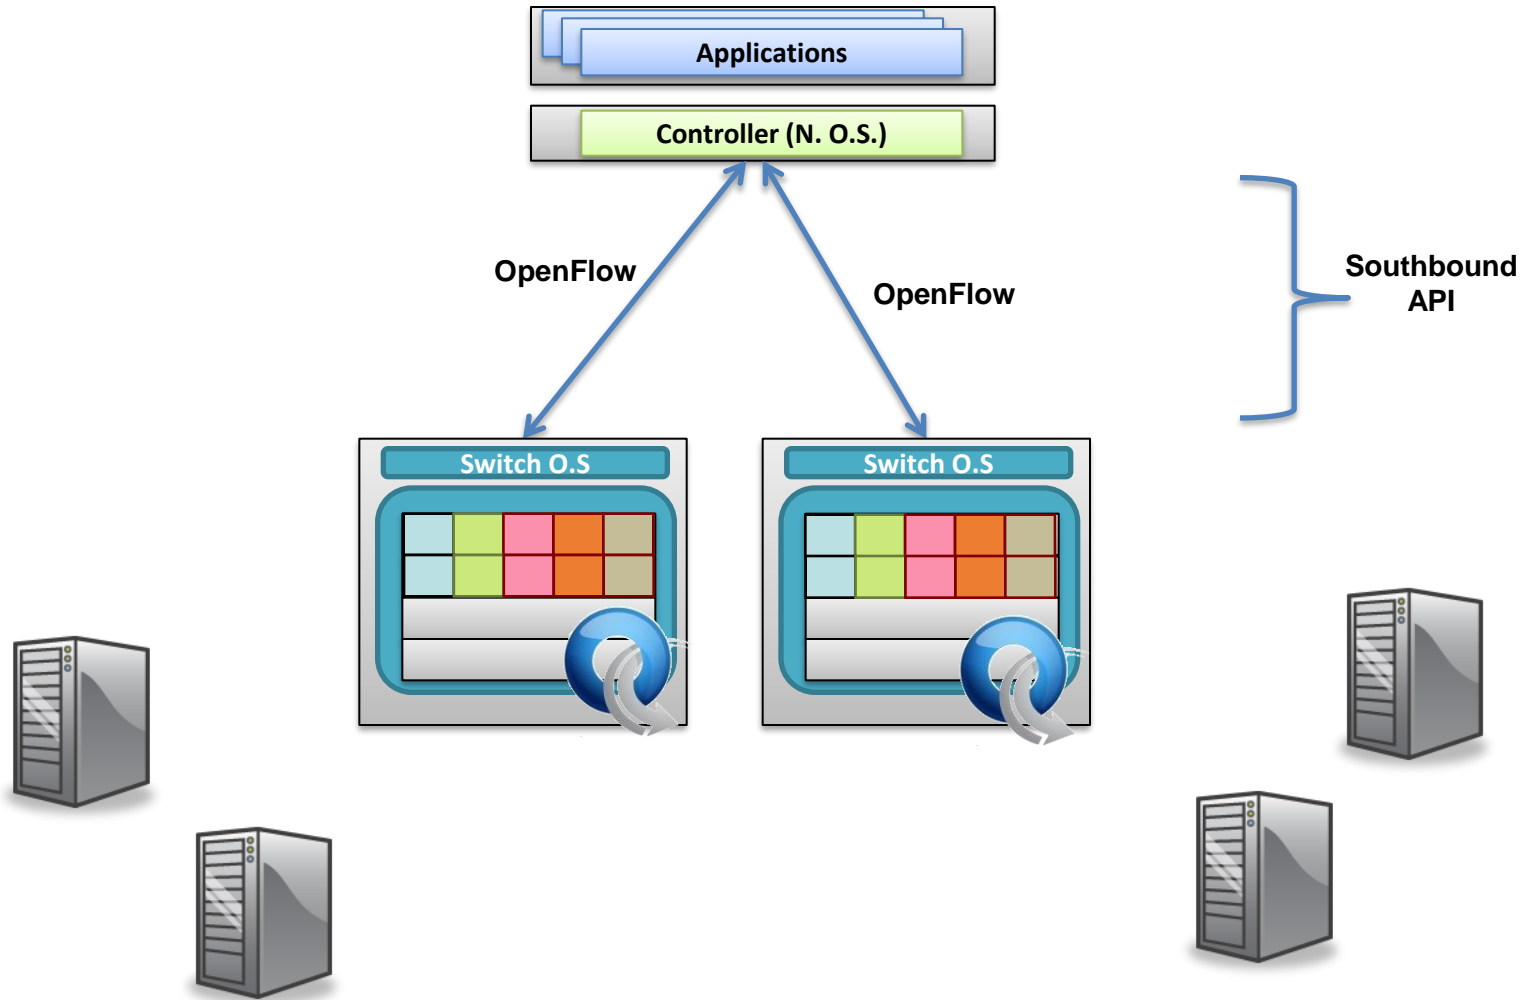 Applications
Controller (N. O.S.)
OpenFlow
OpenFlow
Southbound
API
Switch O.S
Switch O.S